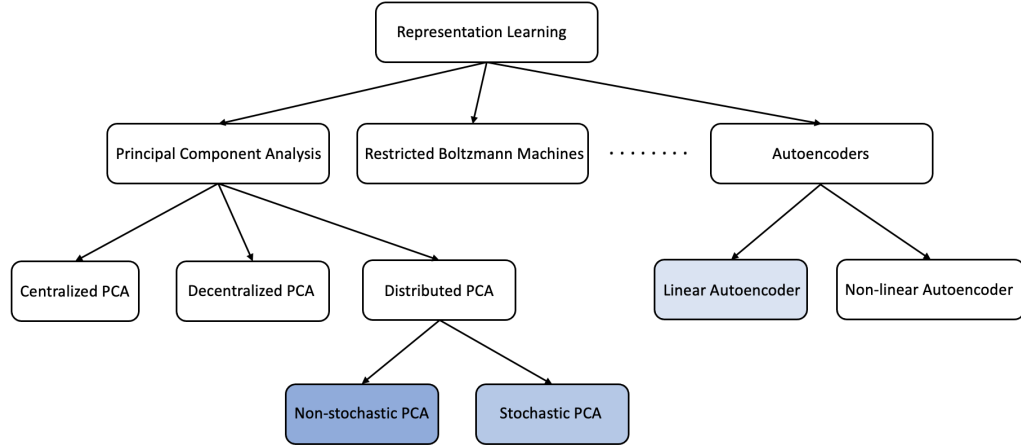 Representation Learning
Principal Component Analysis
Restricted Boltzmann Machines
........
Autoencoders
Centralized PCA
Decentralized PCA
Distributed PCA
Linear Autoencoder
Non-linear Autoencoder
Non-stochastic PCA
Stochastic PCA